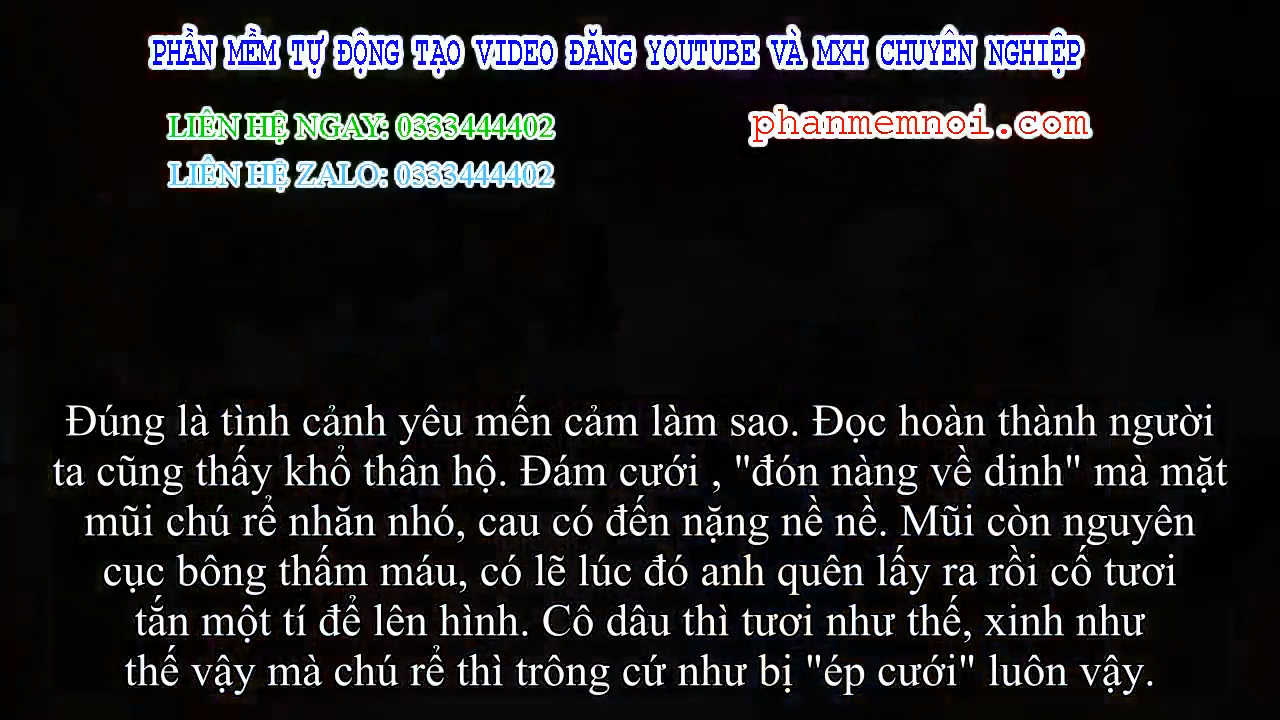 PHẦN MỀM TỰ ĐỘNG TẠO VIDEO ĐĂNG YOUTUBE VÀ MXH CHUYÊN NGHIỆP
LIÊN HỆ NGAY: 0333444402
phanmemnoi.com
LIÊN HỆ ZALO: 0333444402
Đúng là tình cảnh yêu mến cảm làm sao. Đọc hoàn thành người
ta cũng thấy khổ thân hộ. Đám cưới , "đón nàng về dinh" mà mặt
mũi chú rể nhăn nhó, cau có đến nặng nề nề. Mũi còn nguyên
cục bông thấm máu, có lẽ lúc đó anh quên lấy ra rồi cố tươi
tắn một tí để lên hình. Cô dâu thì tươi như thế, xinh như
thế vậy mà chú rể thì trông cứ như bị "ép cưới" luôn vậy.